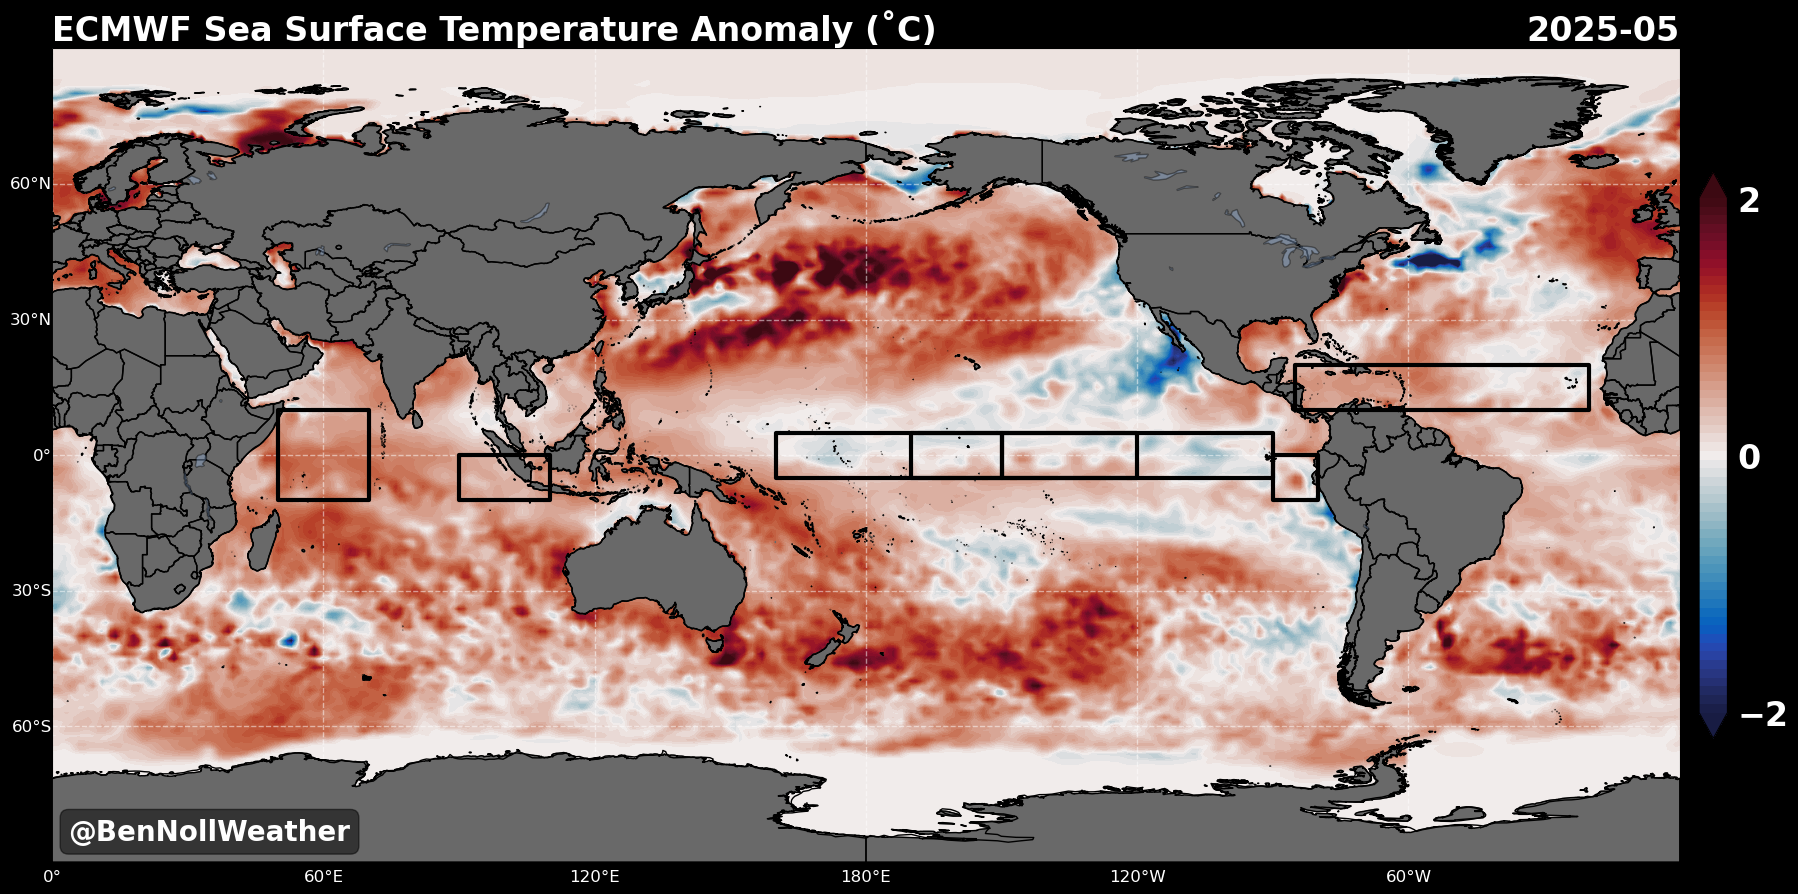 ECMWF Sea Surface Temperature Anomaly (˚C)
2025-05
60°N
30°N
0°
30°S
60°S
2
0
−2
@BenNollWeather
0°
60°E
120°E
180°E
120°W
60°W